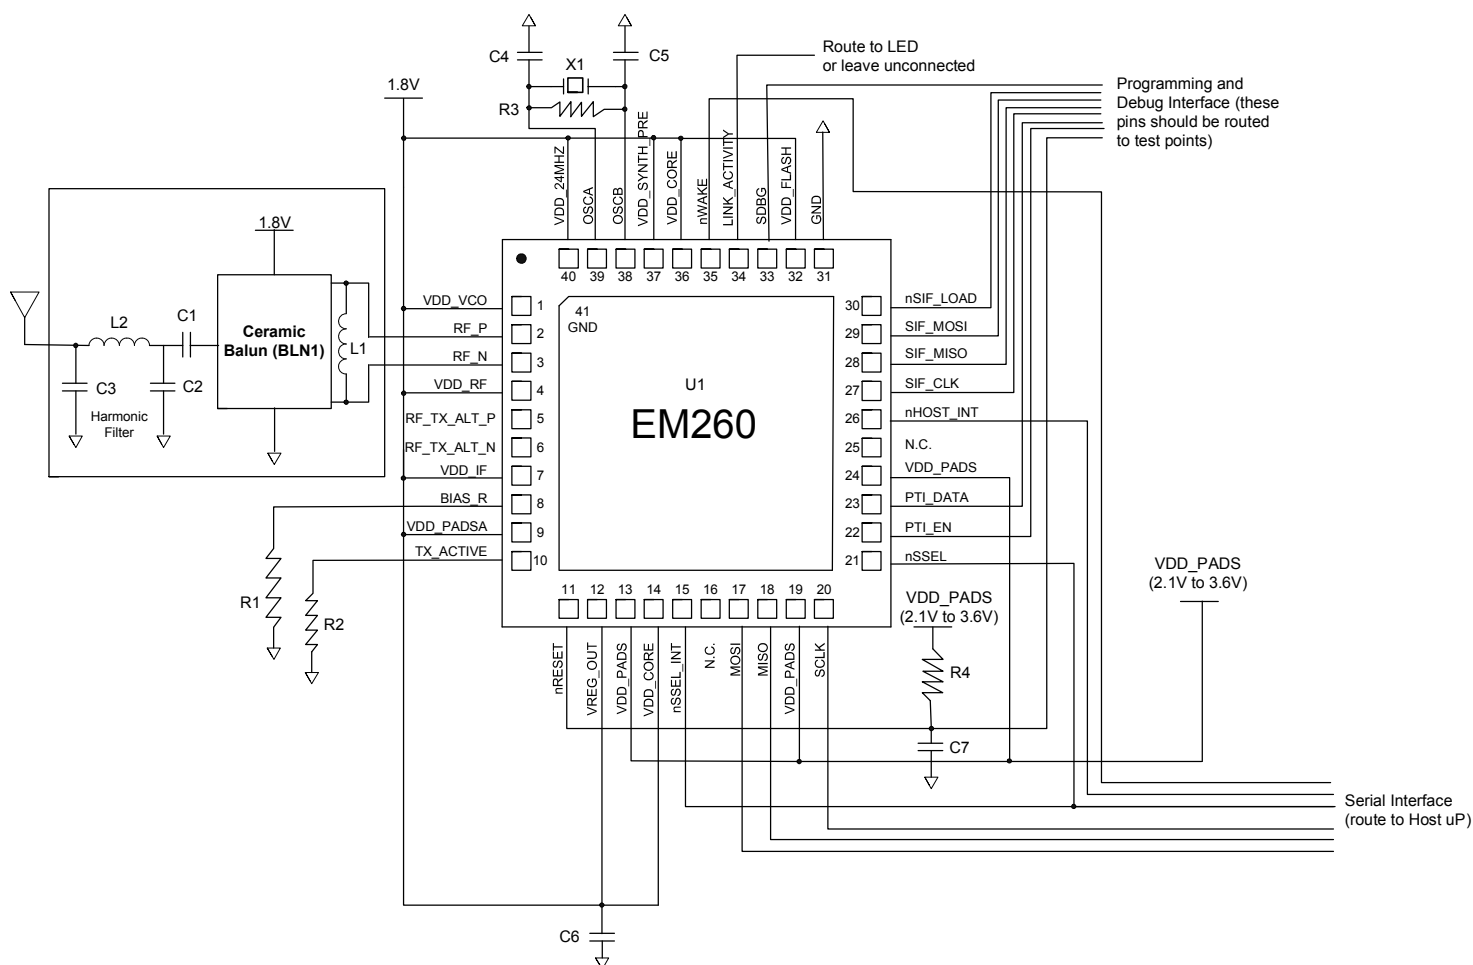 C4
C5
X1
R3
Route to LED
or leave unconnected
Programming and
Debug Interface (these
pins should be routed
to test points)
1.8V
VDD_24MHZ
OSCA
OSCB
VDD_SYNTH_PRE
VDD_CORE
nWAKE
LINK_ACTIVITY
SDBG
VDD_FLASH
GND
40
39
38
37
36
35
34
33
32
31
1.8V
Ceramic
Balun (BLN1)
L1
L2
C1
C2
C3
Harmonic
Filter
VDD_VCO
1
RF_P
2
RF_N
3
VDD_RF
4
RF_TX_ALT_P
5
RF_TX_ALT_N
6
VDD_IF
7
BIAS_R
8
VDD_PADSA
9
TX_ACTIVE
10
41
GND
U1
EM260
30
nSIF_LOAD
29
SIF_MOSI
28
SIF_MISO
27
SIF_CLK
26
nHOST_INT
25
N.C.
24
VDD_PADS
23
PTI_DATA
22
PTI_EN
21
nSSEL
R1
R2
11
12
13
14
15
16
17
18
19
20
nRESET
VREG_OUT
VDD_PADS
VDD_CORE
nSSEL_INT
N.C.
MOSI
MISO
VDD_PADS
SCLK
VDD_PADS
(2.1V to 3.6V)
R4
C7
VDD_PADS
(2.1V to 3.6V)
Serial Interface
(route to Host uP)
C6